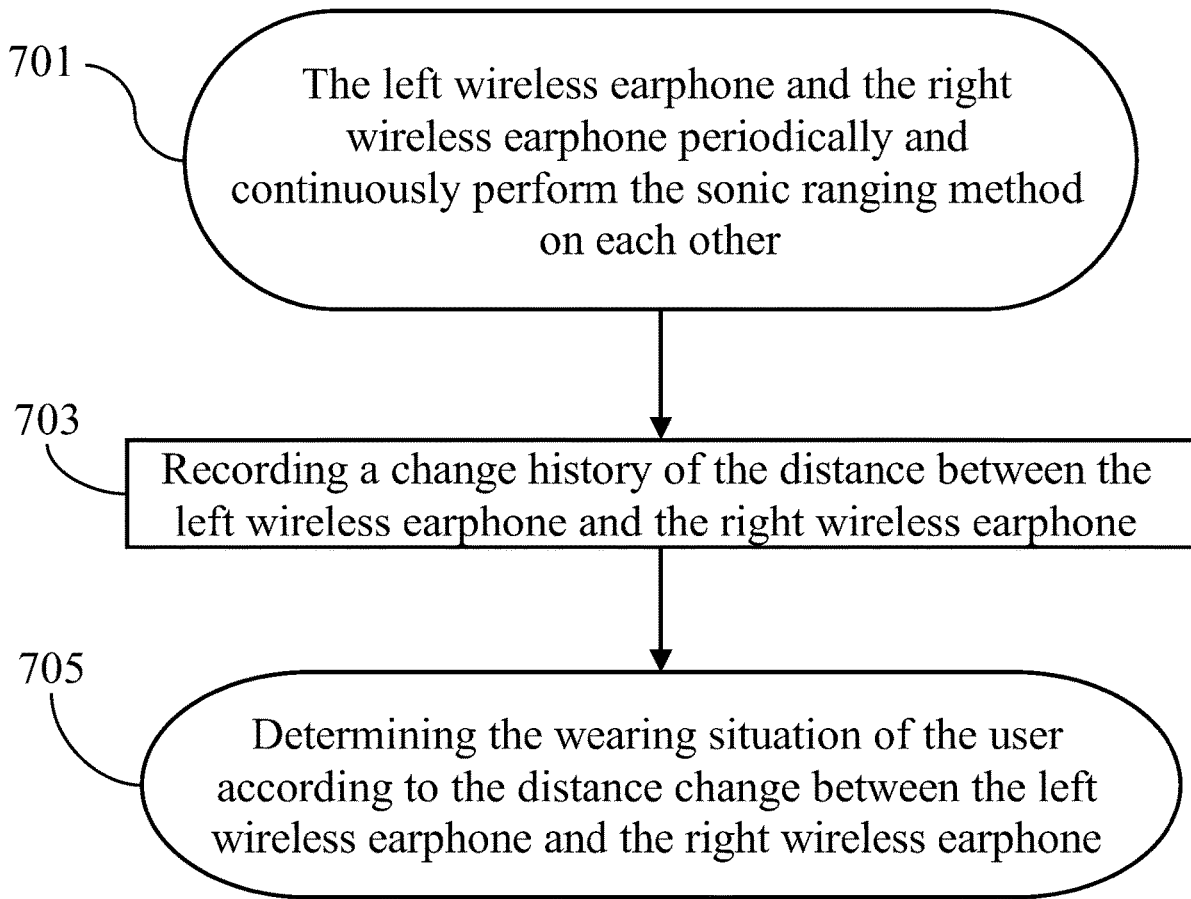 701
The left wireless earphone and the right
wireless earphone periodically and
continuously perform the sonic ranging method
on each other
703
Recording a change history of the distance between the
left wireless earphone and the right wireless earphone
705
Determining the wearing situation of the user
according to the distance change between the left
wireless earphone and the right wireless earphone